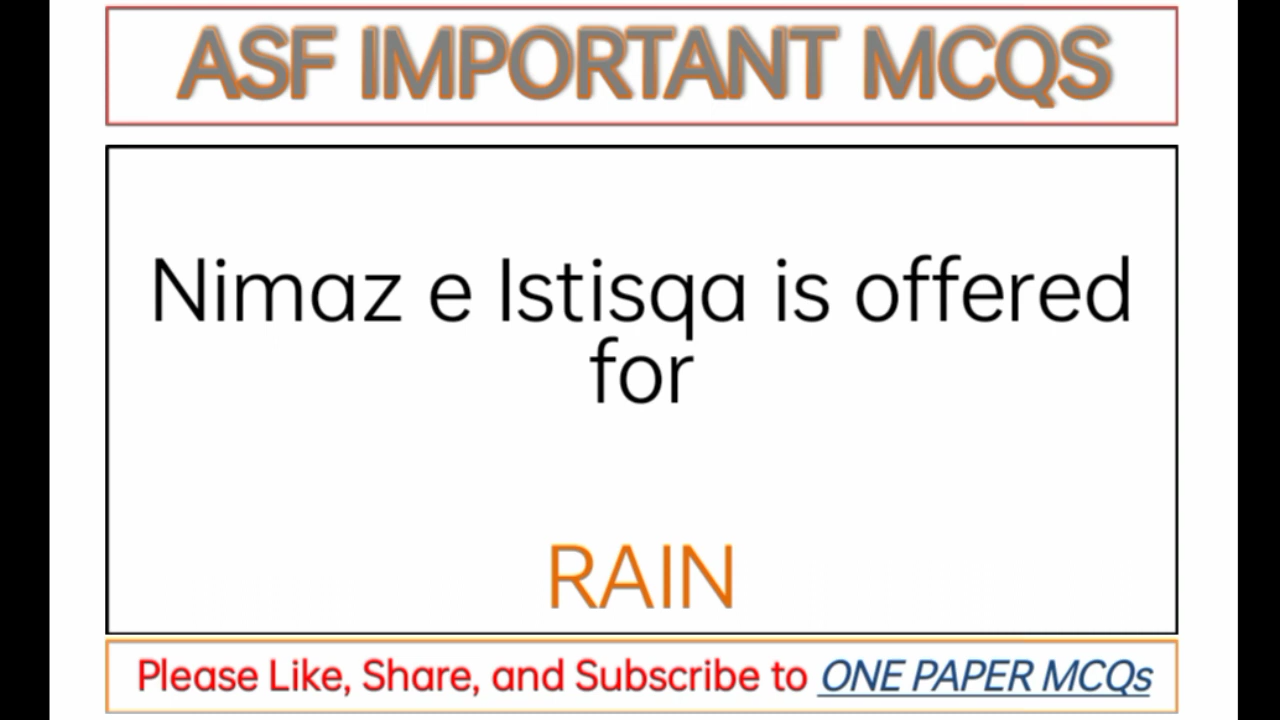 ASF IMPORTANT MCQS
Nimaz e Istisqa is offered
for
RAIN
Please Like, Share, and Subscribe to ONE PAPER MCQs